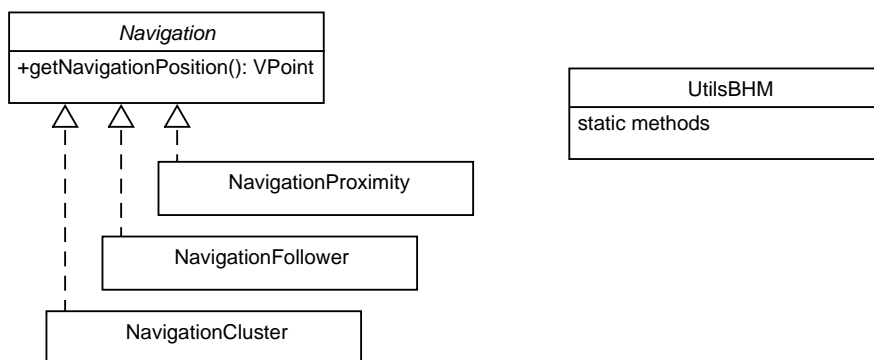 Navigation
+getNavigationPosition(): VPoint
UtilsBHM
static methods
NavigationProximity
NavigationFollower
NavigationCluster